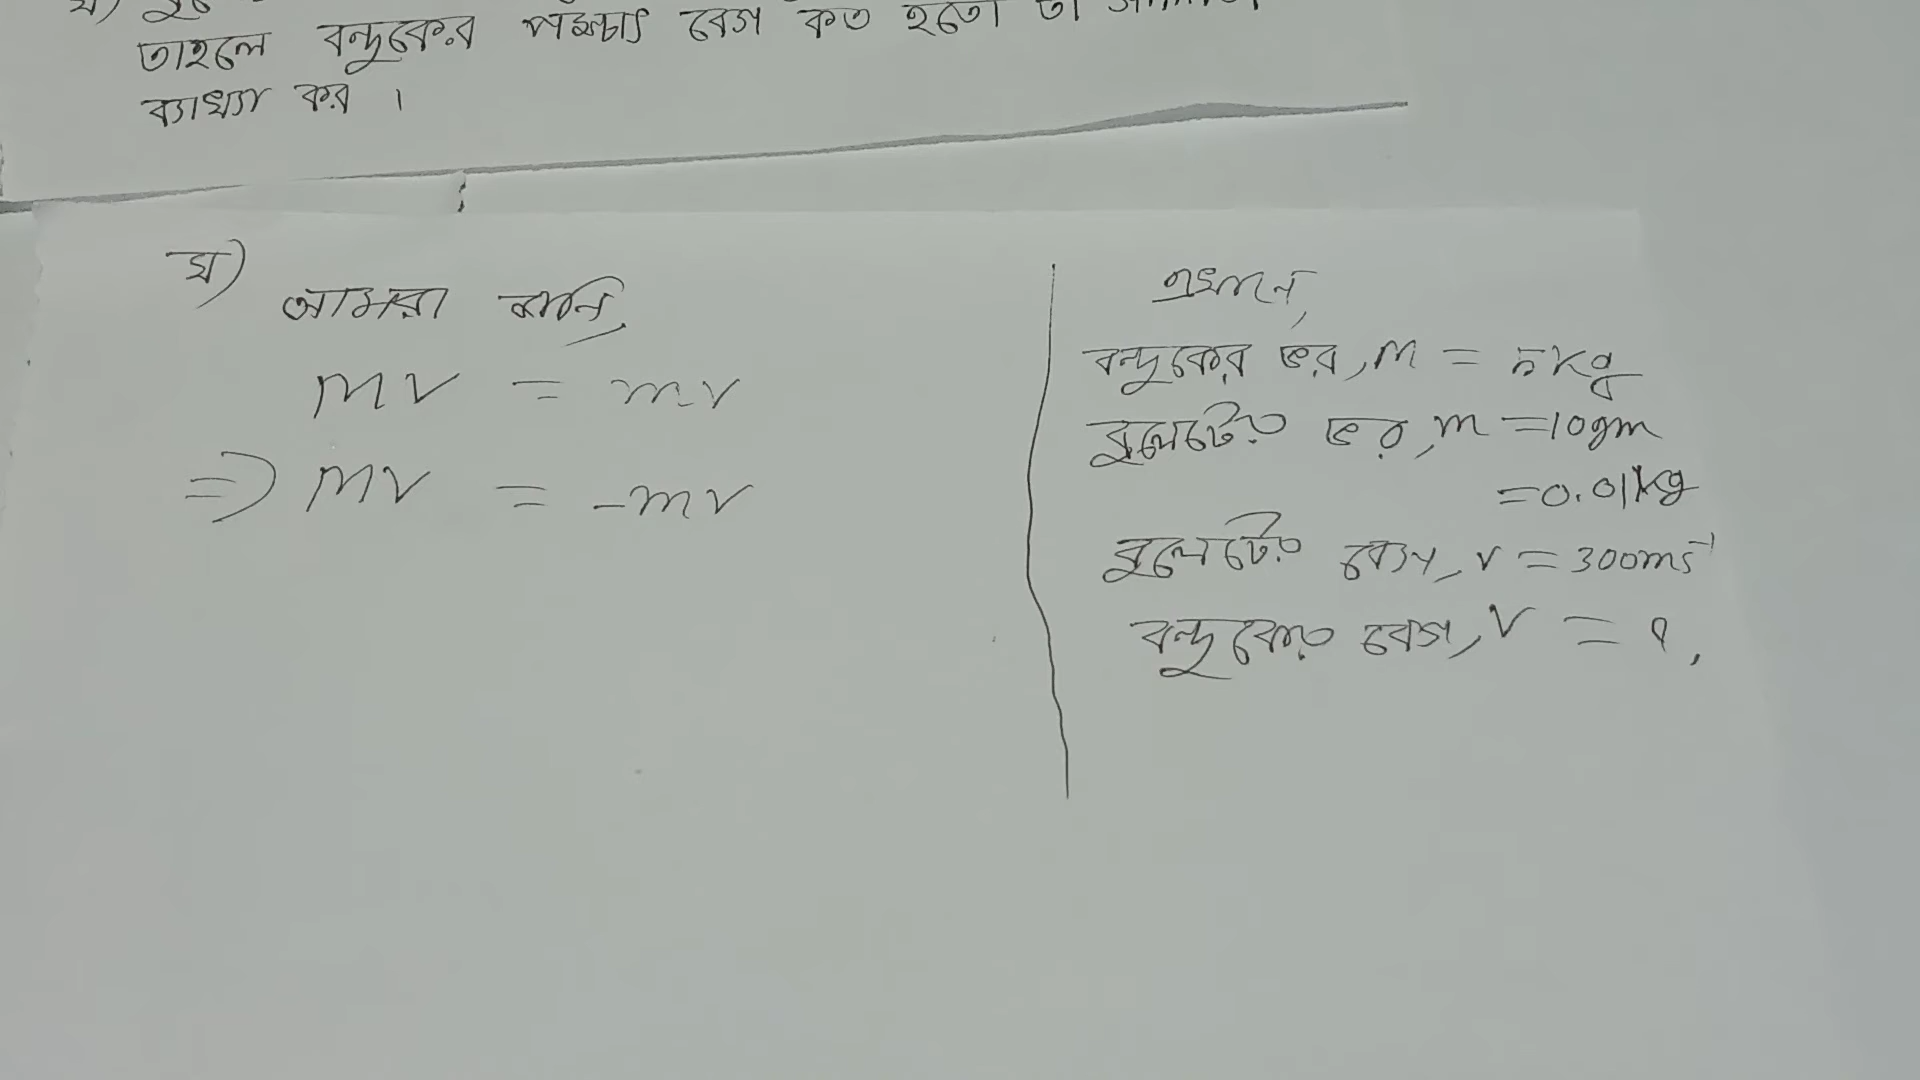 তাহলে বন্দুকের পশ্চাৎ বেগ কত হতো তা
ব্যাখ্যা কর ।
ঘ)
আমরা জানি,
MV = mv
=> MV = -mv
এখানে,
বন্দুকের ভর, M = 5kg
বুলেটের ভর, m = 10gm
= 0.01kg
বুলেটের বেগ, v = 300ms⁻¹
বন্দুকের বেগ, V = ?